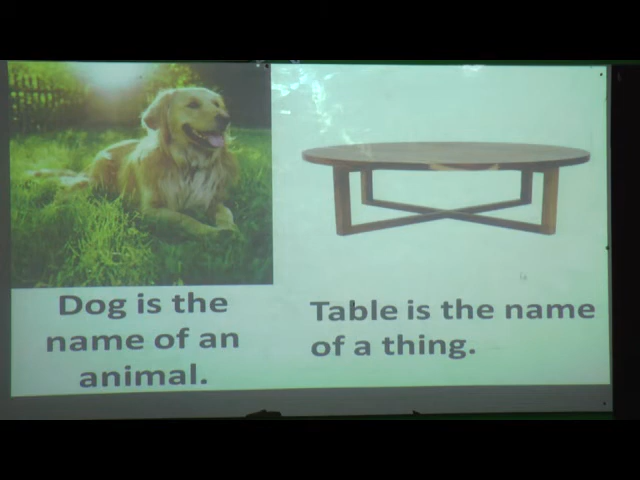 Dog is the
name of an
animal.
Table is the name
of a thing.